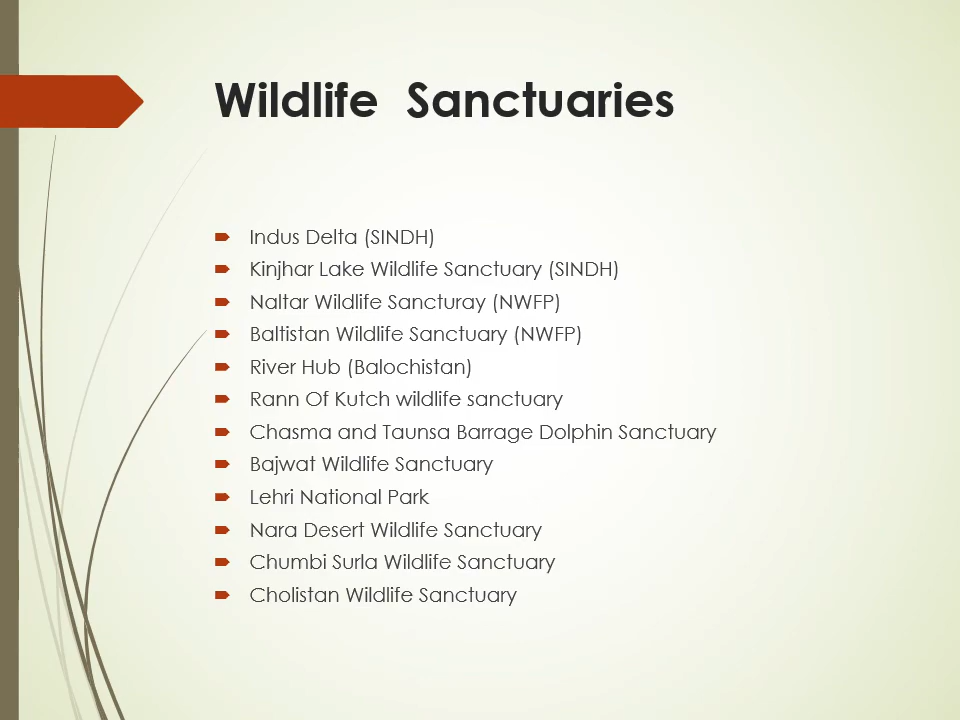 Wildlife  Sanctuaries
Indus Delta (SINDH)
Kinjhar Lake Wildlife Sanctuary (SINDH)
Naltar Wildlife Sancturay (NWFP)
Baltistan Wildlife Sanctuary (NWFP)
River Hub (Balochistan)
Rann Of Kutch wildlife sanctuary
Chasma and Taunsa Barrage Dolphin Sanctuary
Bajwat Wildlife Sanctuary
Lehri National Park
Nara Desert Wildlife Sanctuary
Chumbi Surla Wildlife Sanctuary
Cholistan Wildlife Sanctuary